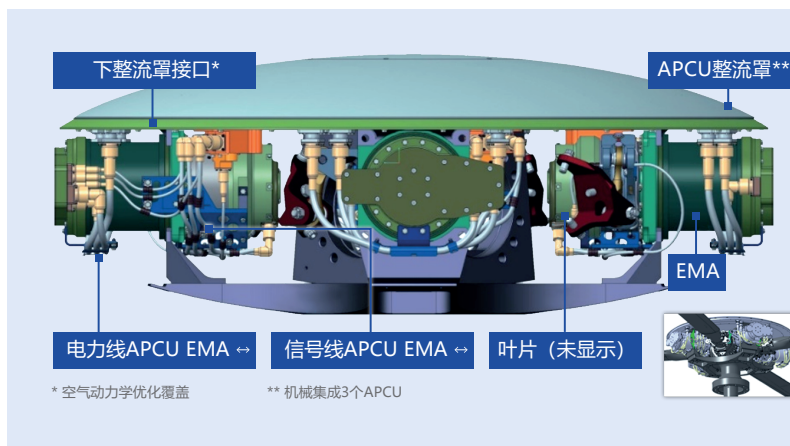 下整流罩接口*
APCU整流罩**
EMA
电力线APCU EMA ↔
信号线APCU EMA ↔
叶片（未显示）
* 空气动力学优化覆盖
** 机械集成3个APCU